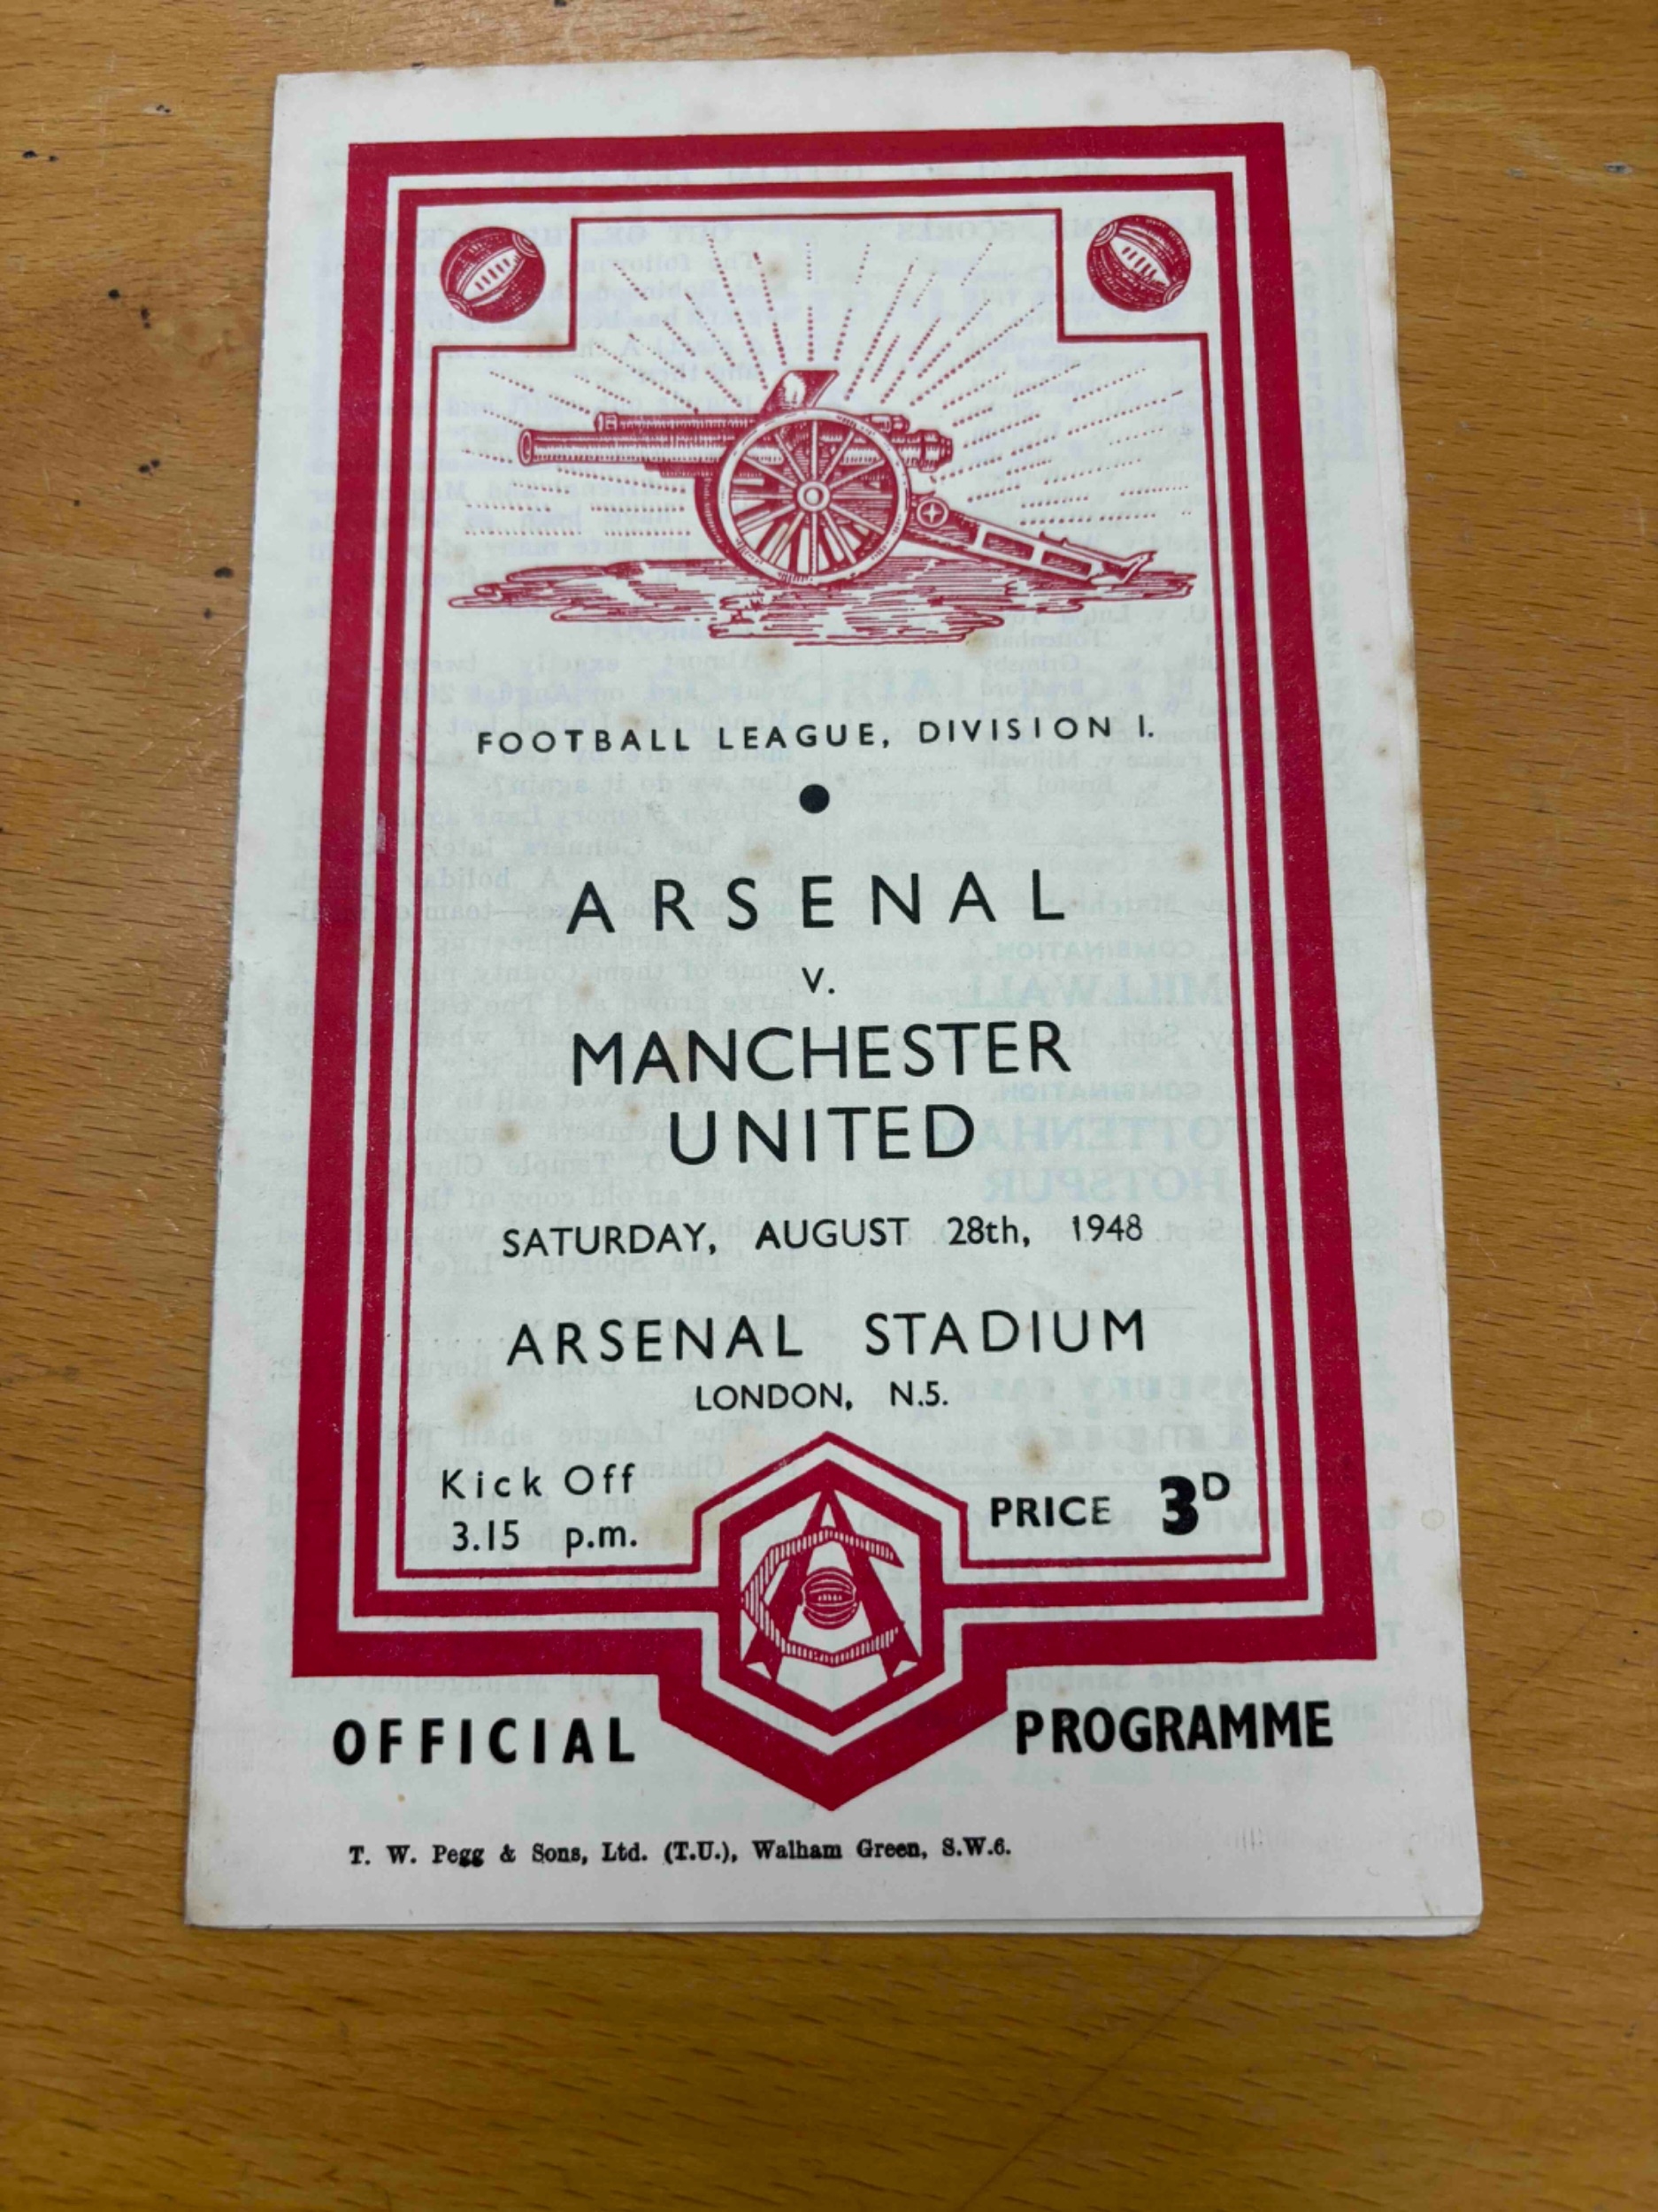 FOOTBALL LEAGUE, DIVISION I.
ARSENAL
v.
MANCHESTER
UNITED
SATURDAY, AUGUST 28th, 1948
ARSENAL STADIUM
LONDON, N.5.
Kick Off
3.15 p.m.
PRICE 3D
OFFICIAL PROGRAMME
T. W. Pegg & Sons, Ltd. (T.U.), Walham Green, S.W.6.